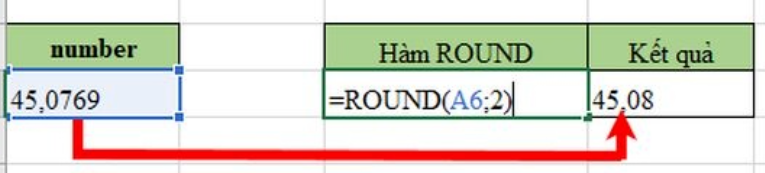 number Hàm ROUND Kết quả
45,0769 =ROUND(A6;2) 45,08